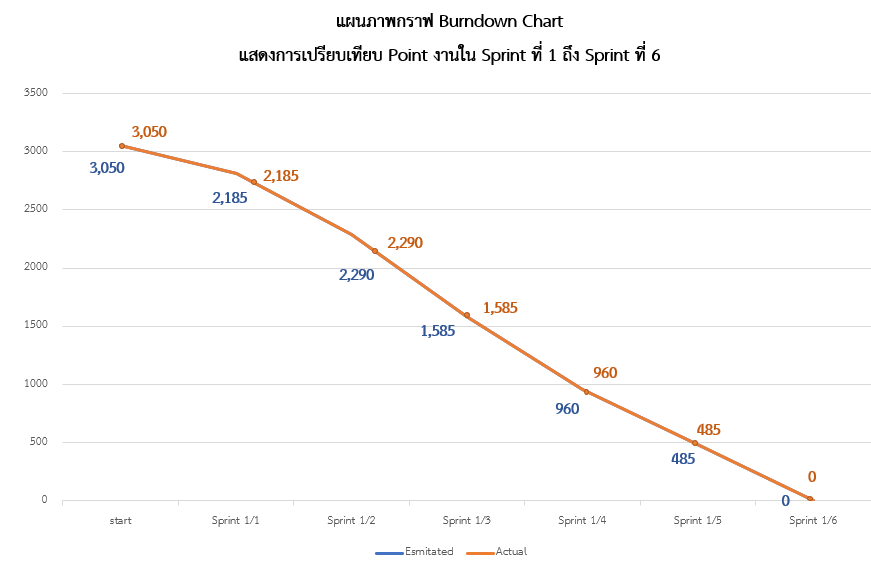 แผนภาพกราฟ Burndown Chart
แสดงการเปรียบเทียบ Point งานใน Sprint ที่ 1 ถึง Sprint ที่ 6
3500
3000
2500
2000
1500
1000
500
0
3,050
3,050
2,185
2,185
2,290
2,290
1,585
1,585
960
960
485
485
0
0
start
Sprint 1/1
Sprint 1/2
Sprint 1/3
Sprint 1/4
Sprint 1/5
Sprint 1/6
Esmitated
Actual